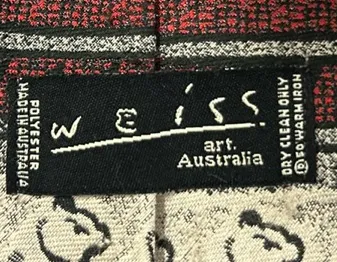 POLYESTER
MADE IN AUSTRALIA
weiss
art.
Australia
DRY CLEAN ONLY
Ⓟ 50 WARM IRON